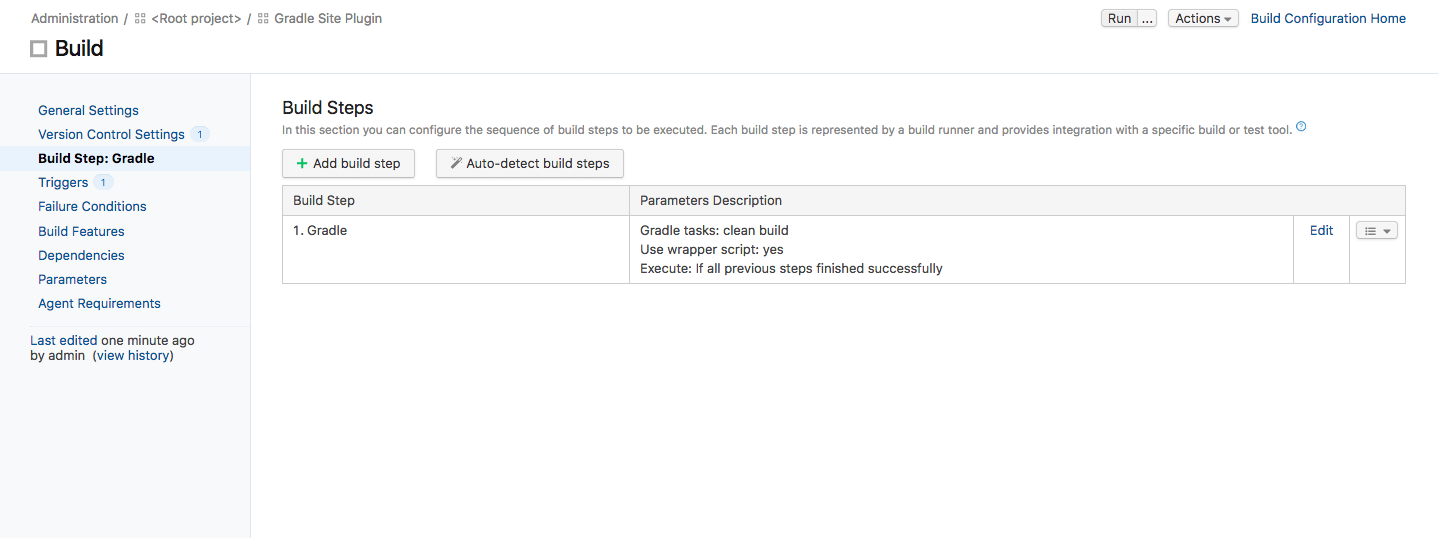 Administration / <Root project> / Gradle Site Plugin
Run ... Actions Build Configuration Home
Build
General Settings
Version Control Settings 1
Build Step: Gradle
Triggers 1
Failure Conditions
Build Features
Dependencies
Parameters
Agent Requirements
Last edited one minute ago
by admin (view history)
Build Steps
In this section you can configure the sequence of build steps to be executed. Each build step is represented by a build runner and provides integration with a specific build or test tool. ?
+ Add build step Auto-detect build steps
Build Step Parameters Description
1. Gradle Gradle tasks: clean build Edit
Use wrapper script: yes
Execute: If all previous steps finished successfully